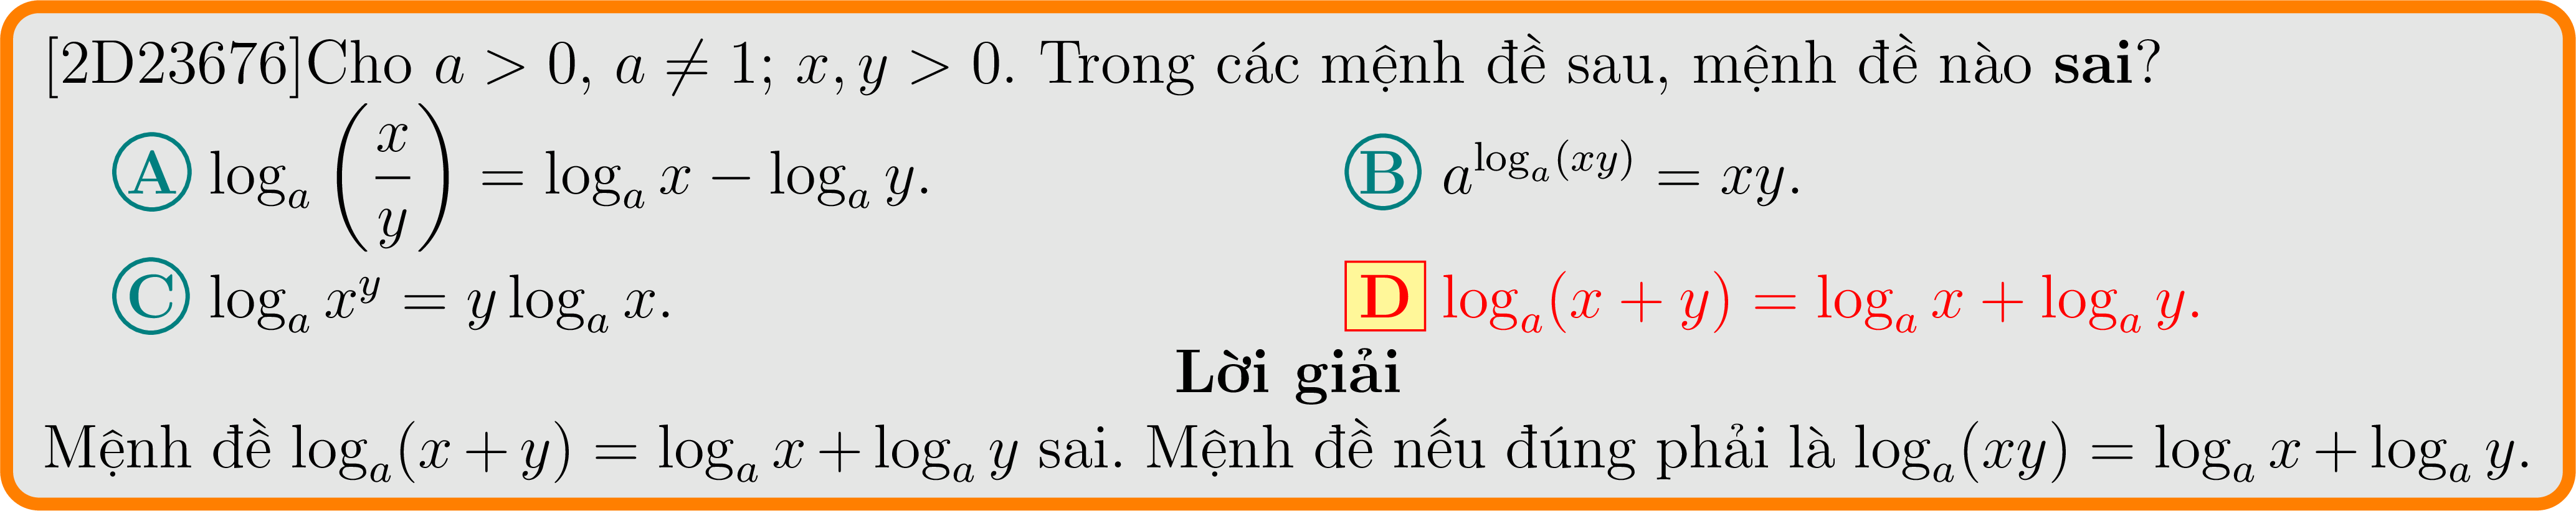 [2D23676]Cho $a > 0$, $a \neq 1$; $x, y > 0$. Trong các mệnh đề sau, mệnh đề nào sai?
A $\log_a \left(\dfrac{x}{y}\right) = \log_a x - \log_a y$. B $a^{\log_a(xy)} = xy$.
C $\log_a x^y = y \log_a x$. D $\log_a(x + y) = \log_a x + \log_a y$.
Lời giải
Mệnh đề $\log_a(x + y) = \log_a x + \log_a y$ sai. Mệnh đề nếu đúng phải là $\log_a(xy) = \log_a x + \log_a y$.